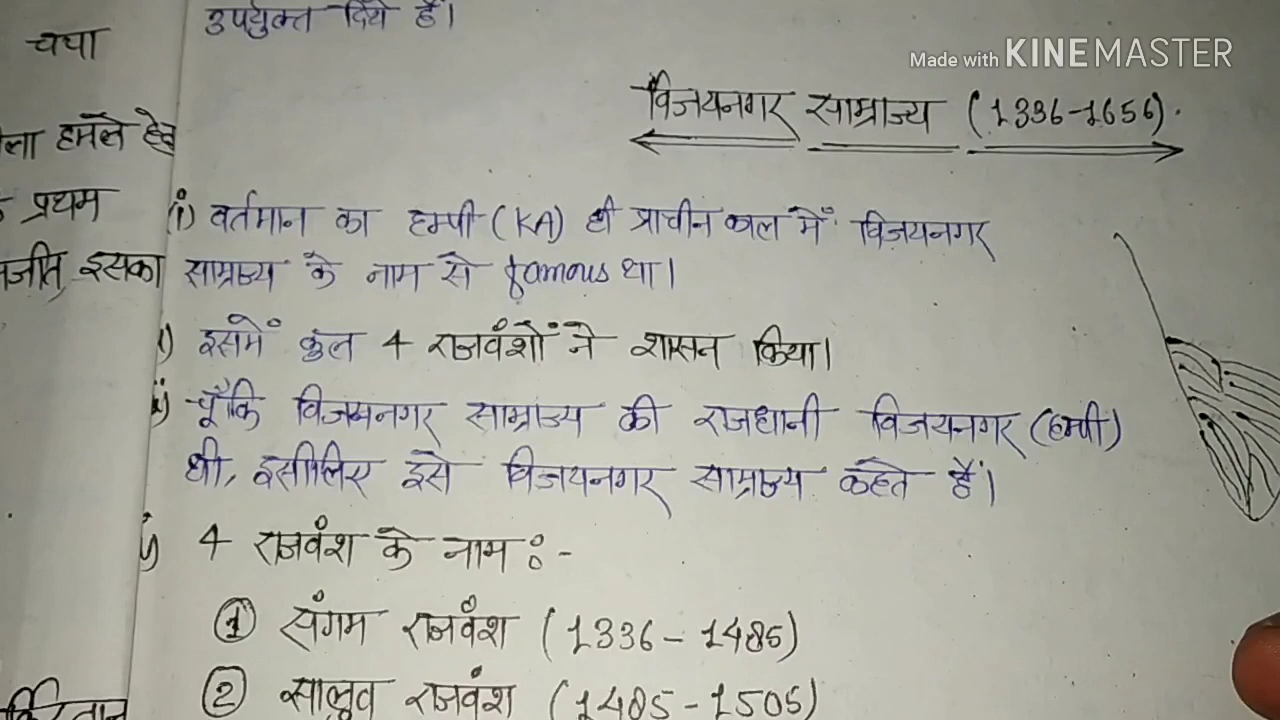 चचा
ला हमले हेतु
प्रथम
जीत, इसका
उपर्युक्त दिये हैं।
Made with KINEMASTER
विजयनगर साम्राज्य (1336-1656).
(i) वर्तमान का हम्पी (KA) ही प्राचीन काल में विजयनगर
साम्राज्य के नाम से famous था।
इसमें कुल 4 राजवंशों ने शासन किया।
चूँकि विजयनगर साम्राज्य की राजधानी विजयनगर (हम्पी)
थी, इसीलिए इसे विजयनगर साम्राज्य कहते हैं।
4 राजवंश के नाम :-
① संगम राजवंश (1336-1485)
② सालुव राजवंश (1485-1505)